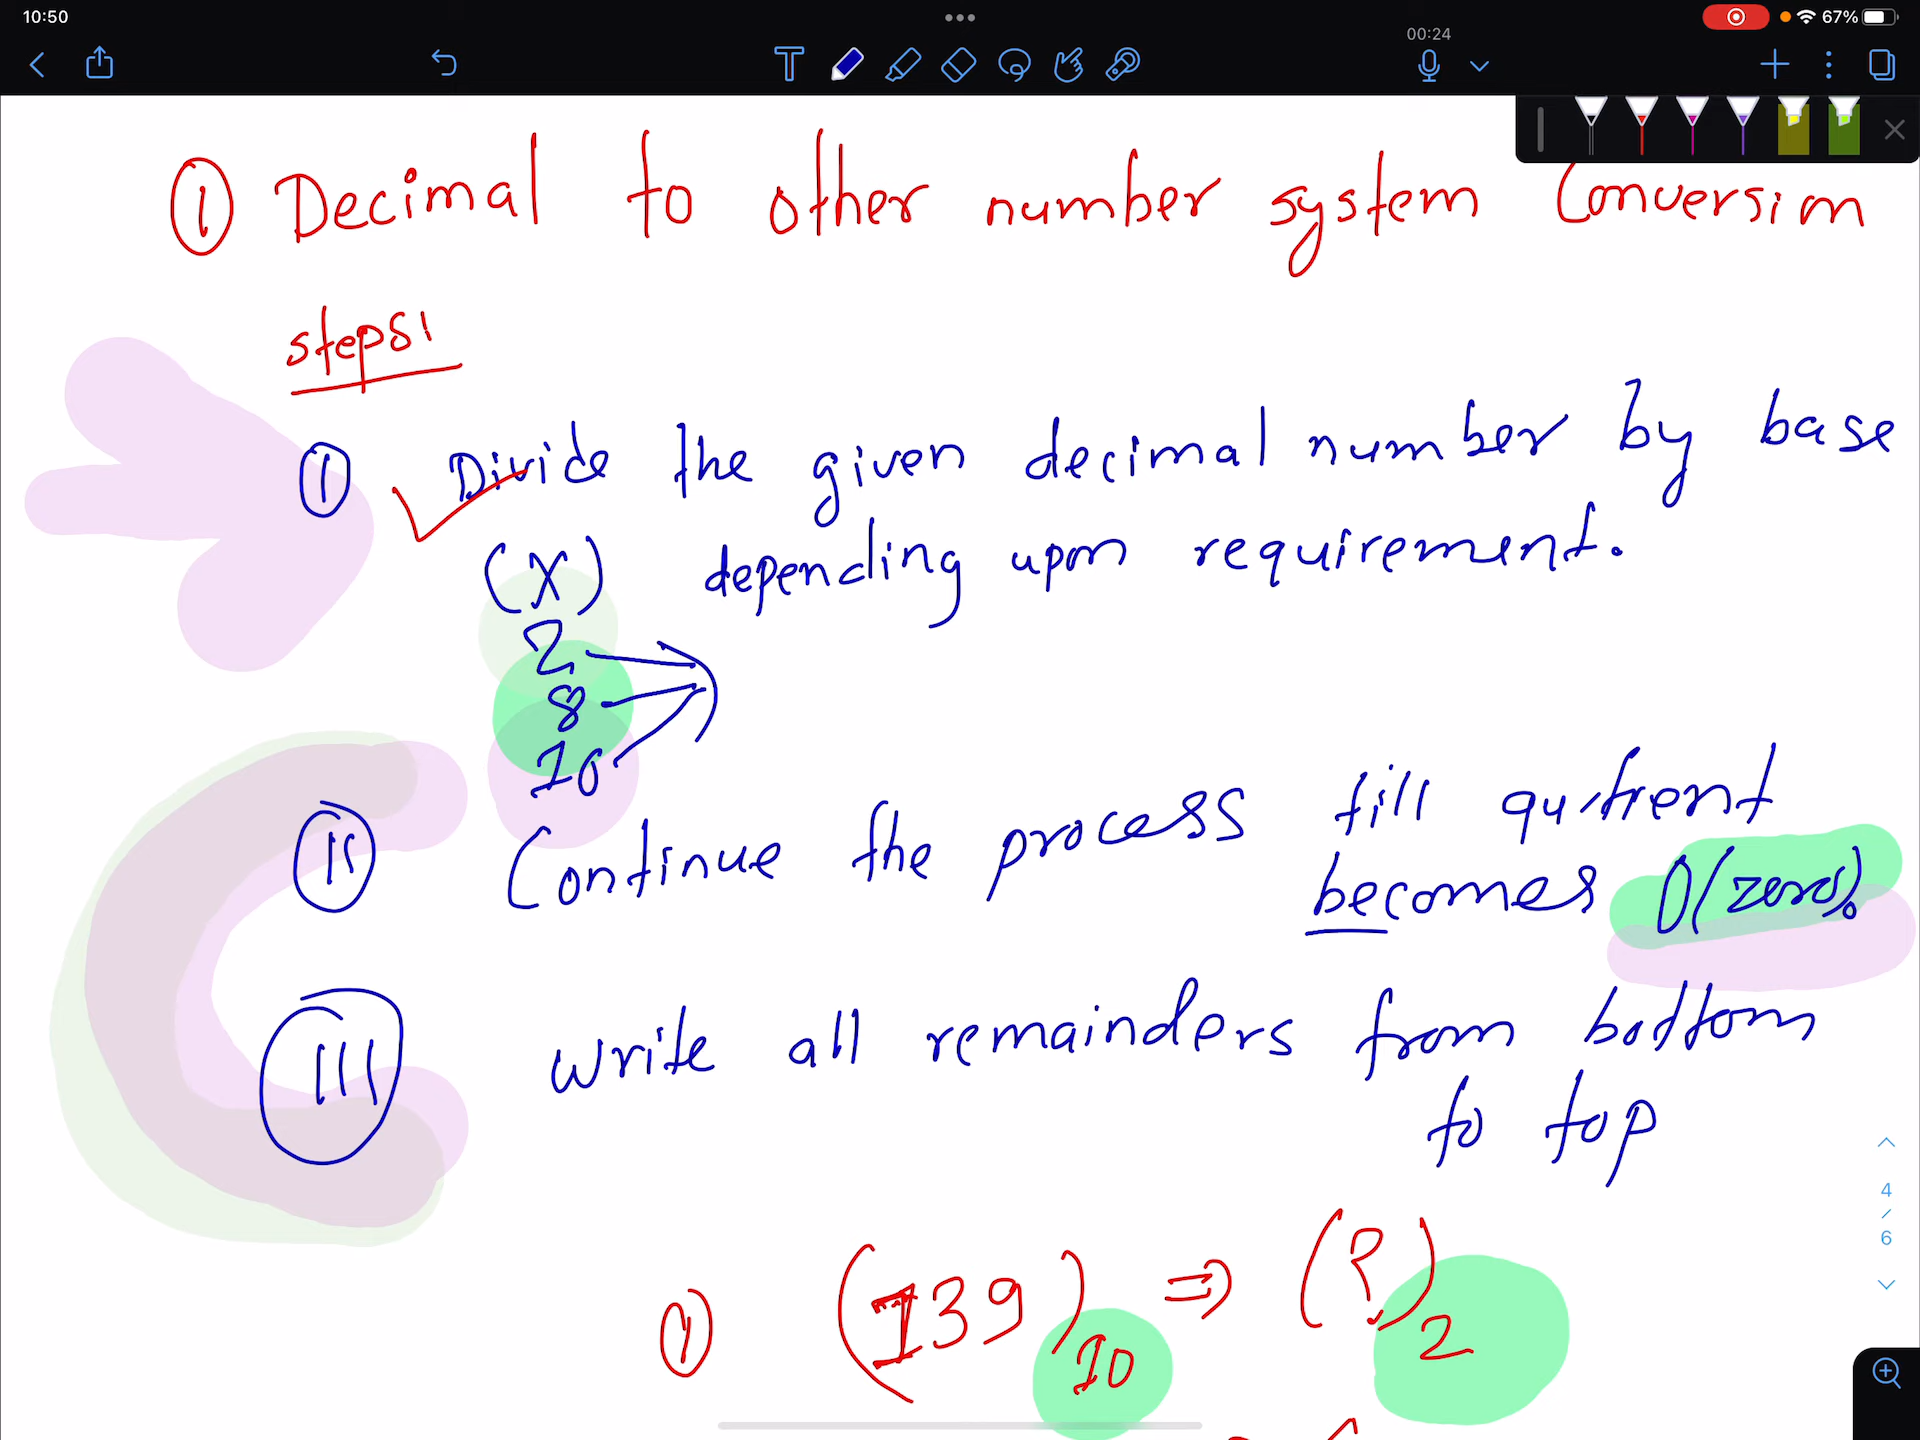 10:50
67%
00:24
① Decimal to other number system Conversion
steps:
① Divide the given decimal number by base
(X) depending upon requirement.
2
8
16
Ⅱ Continue the process till
becomes 0(zero).
Ⅲ write all remainders from bottom
to top
4
/
6
① (139)10 ⇒ (?)2